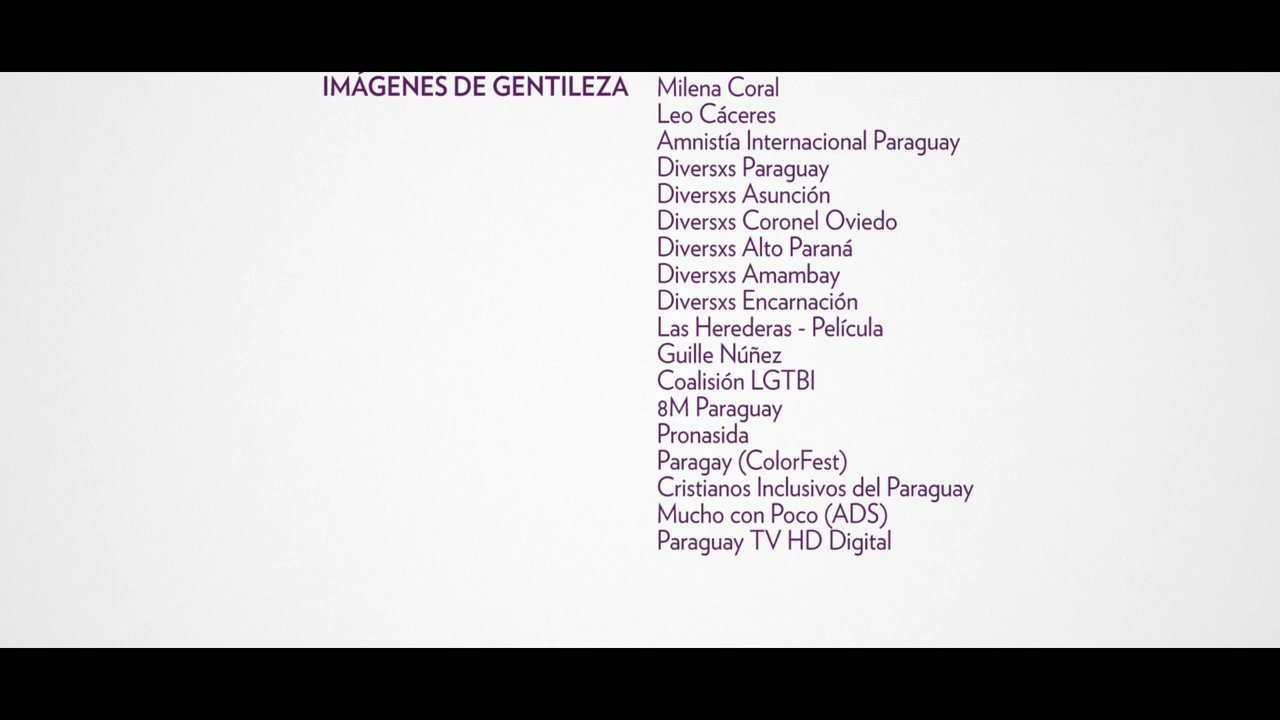 IMÁGENES DE GENTILEZA Milena Coral
Leo Cáceres
Amnistía Internacional Paraguay
Diversxs Paraguay
Diversxs Asunción
Diversxs Coronel Oviedo
Diversxs Alto Paraná
Diversxs Amambay
Diversxs Encarnación
Las Herederas - Película
Guille Núñez
Coalisión LGTBI
8M Paraguay
Pronasida
Paragay (ColorFest)
Cristianos Inclusivos del Paraguay
Mucho con Poco (ADS)
Paraguay TV HD Digital